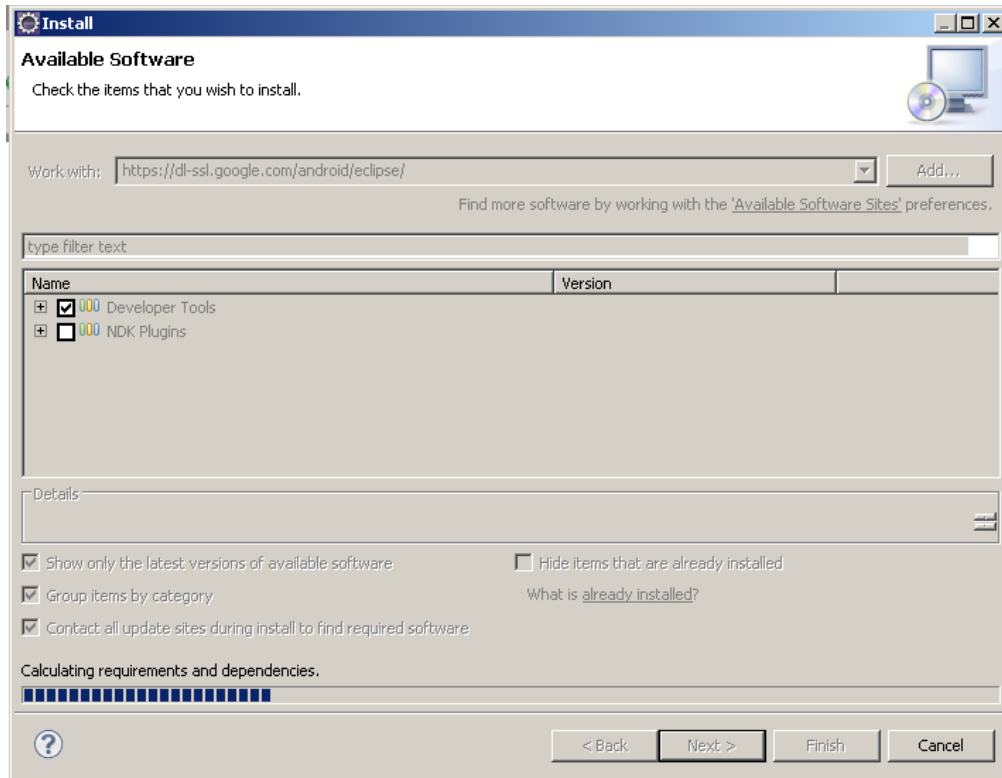 Install
Available Software
Check the items that you wish to install.
Work with: https://dl-ssl.google.com/android/eclipse/ Add...
Find more software by working with the 'Available Software Sites' preferences.
type filter text
Name Version
Developer Tools
NDK Plugins
Details
Show only the latest versions of available software Hide items that are already installed
Group items by category What is already installed?
Contact all update sites during install to find required software
Calculating requirements and dependencies.
? < Back Next > Finish Cancel